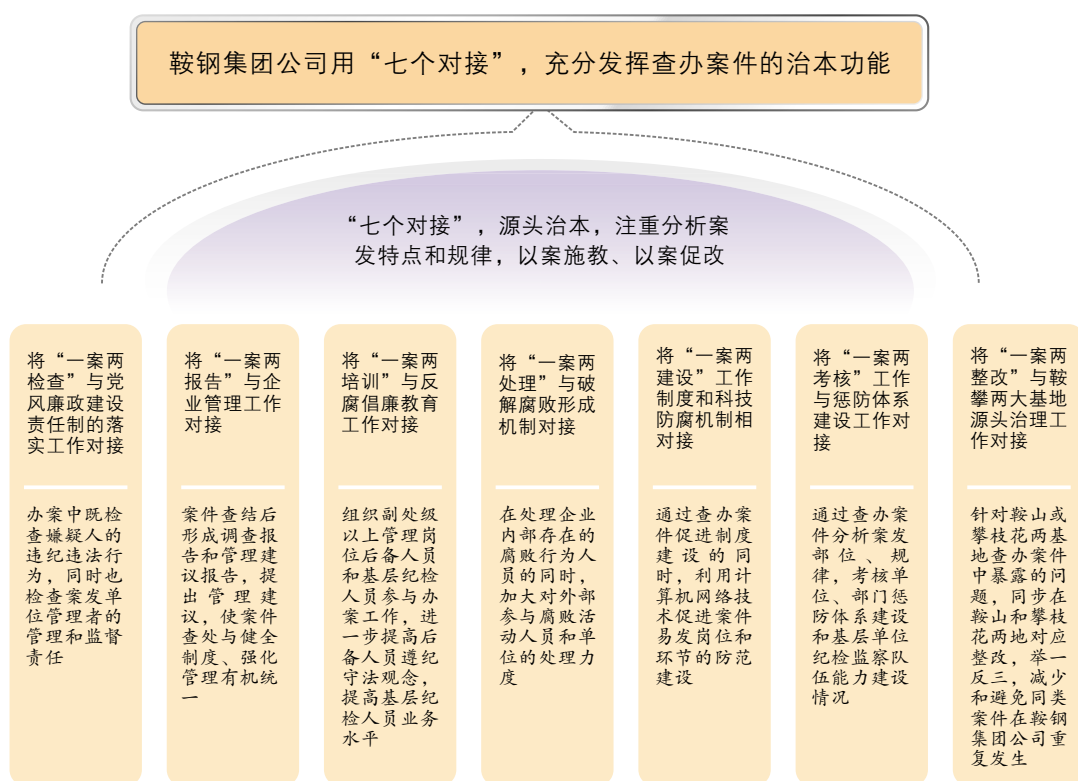 鞍钢集团公司用“七个对接”，充分发挥查办案件的治本功能
“七个对接”，源头治本，注重分析案
发特点和规律，以案施教、以案促改
将“一案两
检查”与党
风廉政建设
责任制的落
实工作对接
办案中既检
查嫌疑人的
违纪违法行
为，同时也
检查案发单
位管理者的
管理和监督
责任
将“一案两
报告”与企
业管理工作
对接
案件查结后
形成调查报
告和管理建
议报告，提
出管理建
议，使案件
查处与健全
制度、强化
管理有机统
一
将“一案两
培训”与反
腐倡廉教育
工作对接
组织副处级
以上管理岗
位后备人员
和基层纪检
人员参与办
案工作，进
一步提高后
备人员遵纪
守法观念，
提高基层纪
检人员业务
水平
将“一案两
处理”与破
解腐败形成
机制对接
在处理企业
内部存在的
腐败行为人
员的同时，
加大对外部
参与腐败活
动人员和单
位的处理力
度
将“一案两
建设”工作
制度和科技
防腐机制相
对接
通过查办案
件促进制度
建设的同
时，利用计
算机网络技
术促进案件
易发岗位和
环节的防范
建设
将“一案两
考核”工作
与惩防体系
建设工作对
接
通过查办案
件分析案发
部位、规
律，考核单
位、部门惩
防体系建设
和基层单位
纪检监察队
伍能力建设
情况
将“一案两
整改”与鞍
攀两大基地
源头治理工
作对接
针对鞍山或
攀枝花两基
地查办案件
中暴露的问
题，同步在
鞍山和攀枝
花两地对应
整改，举一
反三，减少
和避免同类
案件在鞍钢
集团公司重
复发生